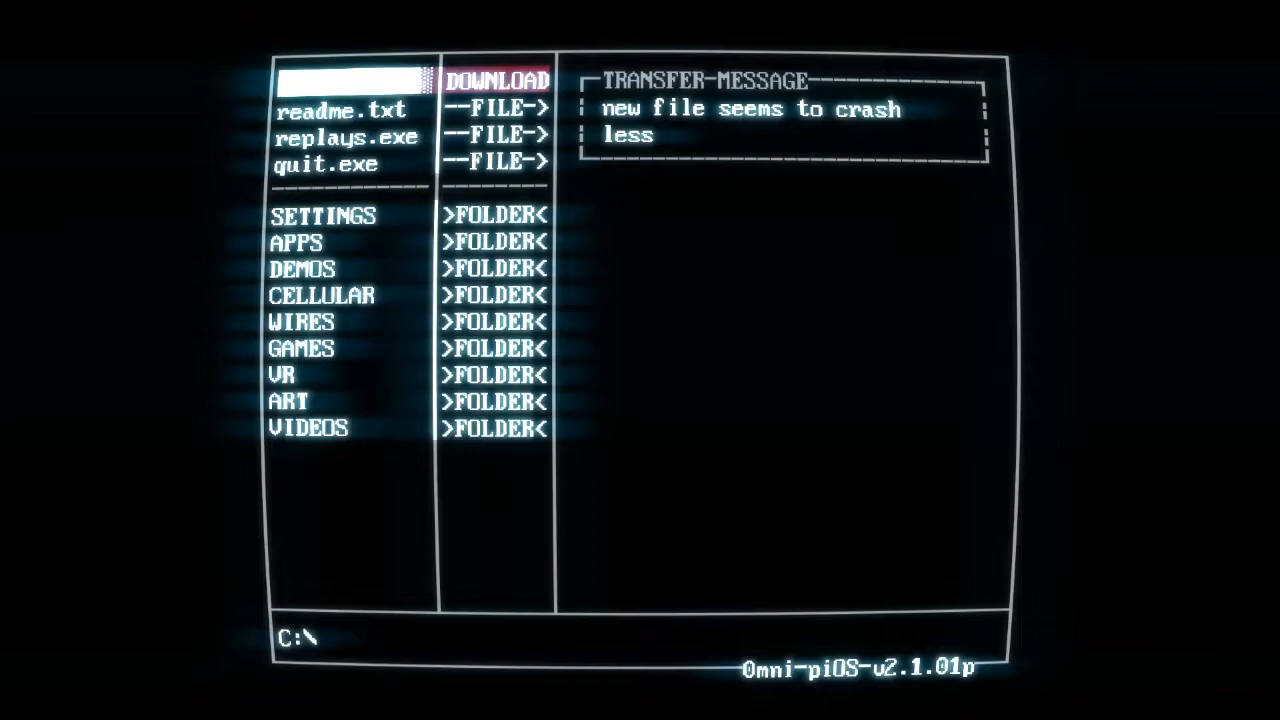 DOWNLOAD
readme.txt --FILE->
replays.exe --FILE->
quit.exe --FILE->
SETTINGS >FOLDER<
APPS >FOLDER<
DEMOS >FOLDER<
CELLULAR >FOLDER<
WIRES >FOLDER<
GAMES >FOLDER<
VR >FOLDER<
ART >FOLDER<
VIDEOS >FOLDER<
TRANSFER-MESSAGE
new file seems to crash
less
C:\
Omni-piOS-v2.1.01p